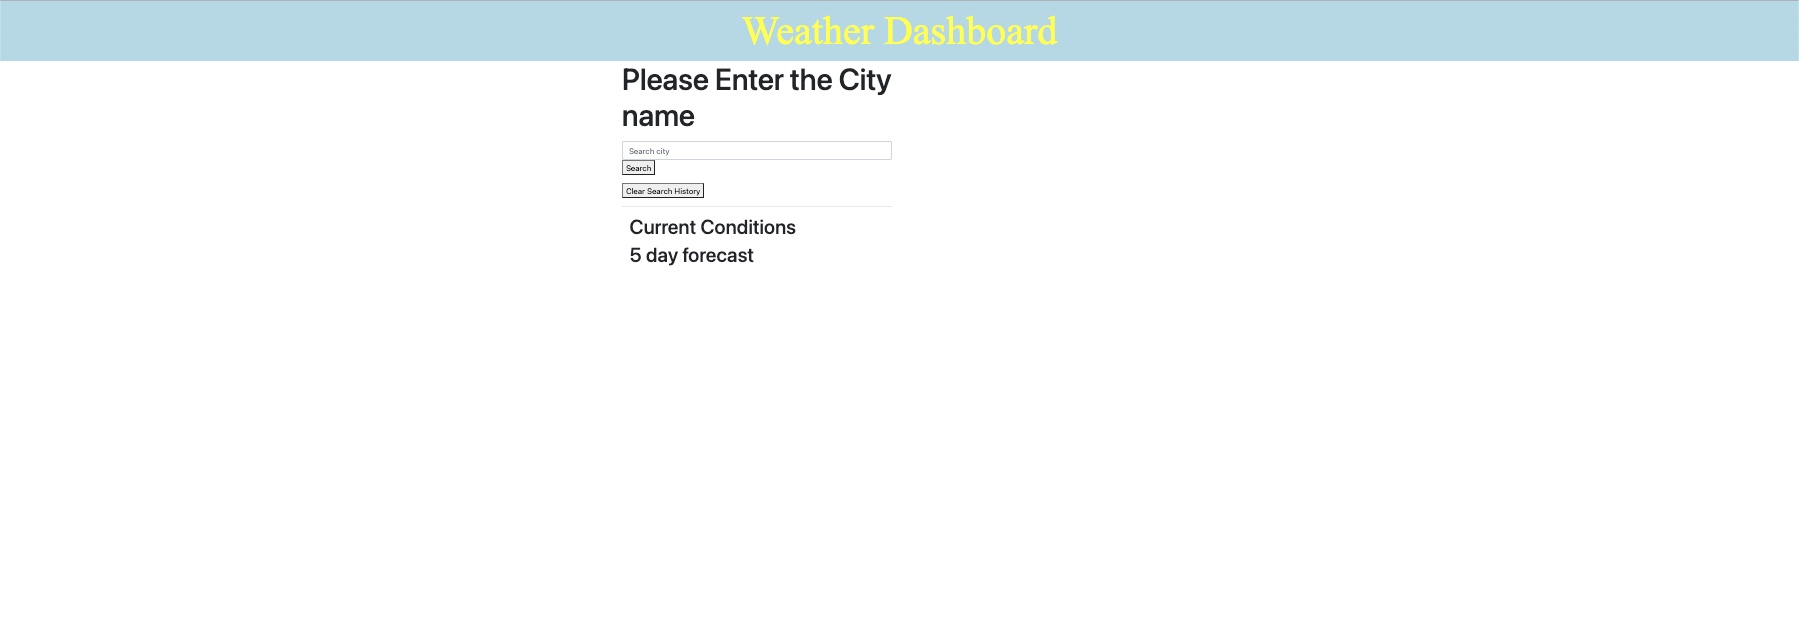 Weather Dashboard
Please Enter the City
name
Search city
Search
Clear Search History
Current Conditions
5 day forecast